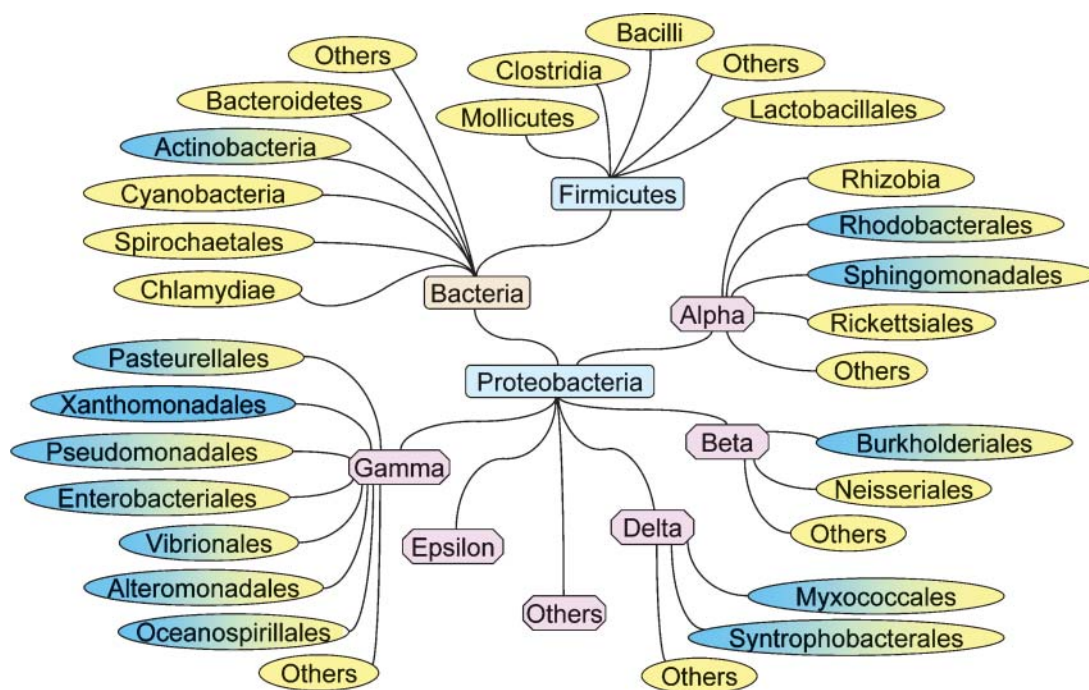 Others
Bacteroidetes
Actinobacteria
Cyanobacteria
Spirochaetales
Chlamydiae
Bacilli
Clostridia
Others
Mollicutes
Lactobacillales
Firmicutes
Bacteria
Rhizobia
Rhodobacterales
Sphingomonadales
Alpha
Rickettsiales
Others
Proteobacteria
Pasteurellales
Xanthomonadales
Pseudomonadales
Gamma
Enterobacteriales
Vibrionales
Alteromonadales
Oceanospirillales
Others
Epsilon
Others
Delta
Beta
Burkholderiales
Neisseriales
Others
Myxococcales
Syntrophobacterales
Others